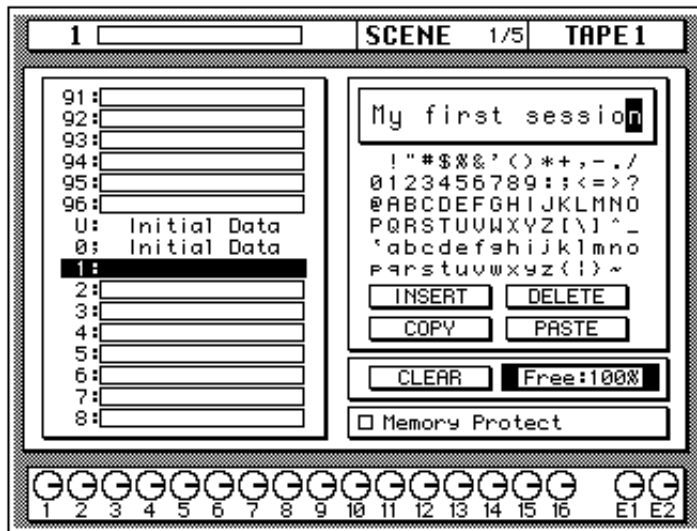 1 SCENE 1/5 TAPE 1
91:
92:
93:
94:
95:
96:
U: Initial Data
0; Initial Data
1:
2:
3:
4:
5:
6:
7:
8:
My first session
!"#$%&'()*+,-./
0123456789:;<=>?
@ABCDEFGHIJKLMNO
PQRSTUVWXYZ[\]^_
`abcdefghijklmno
pqrstuvwxyz{|}~
INSERT DELETE
COPY PASTE
CLEAR Free:100%
Memory Protect
1 2 3 4 5 6 7 8 9 10 11 12 13 14 15 16 E1 E2